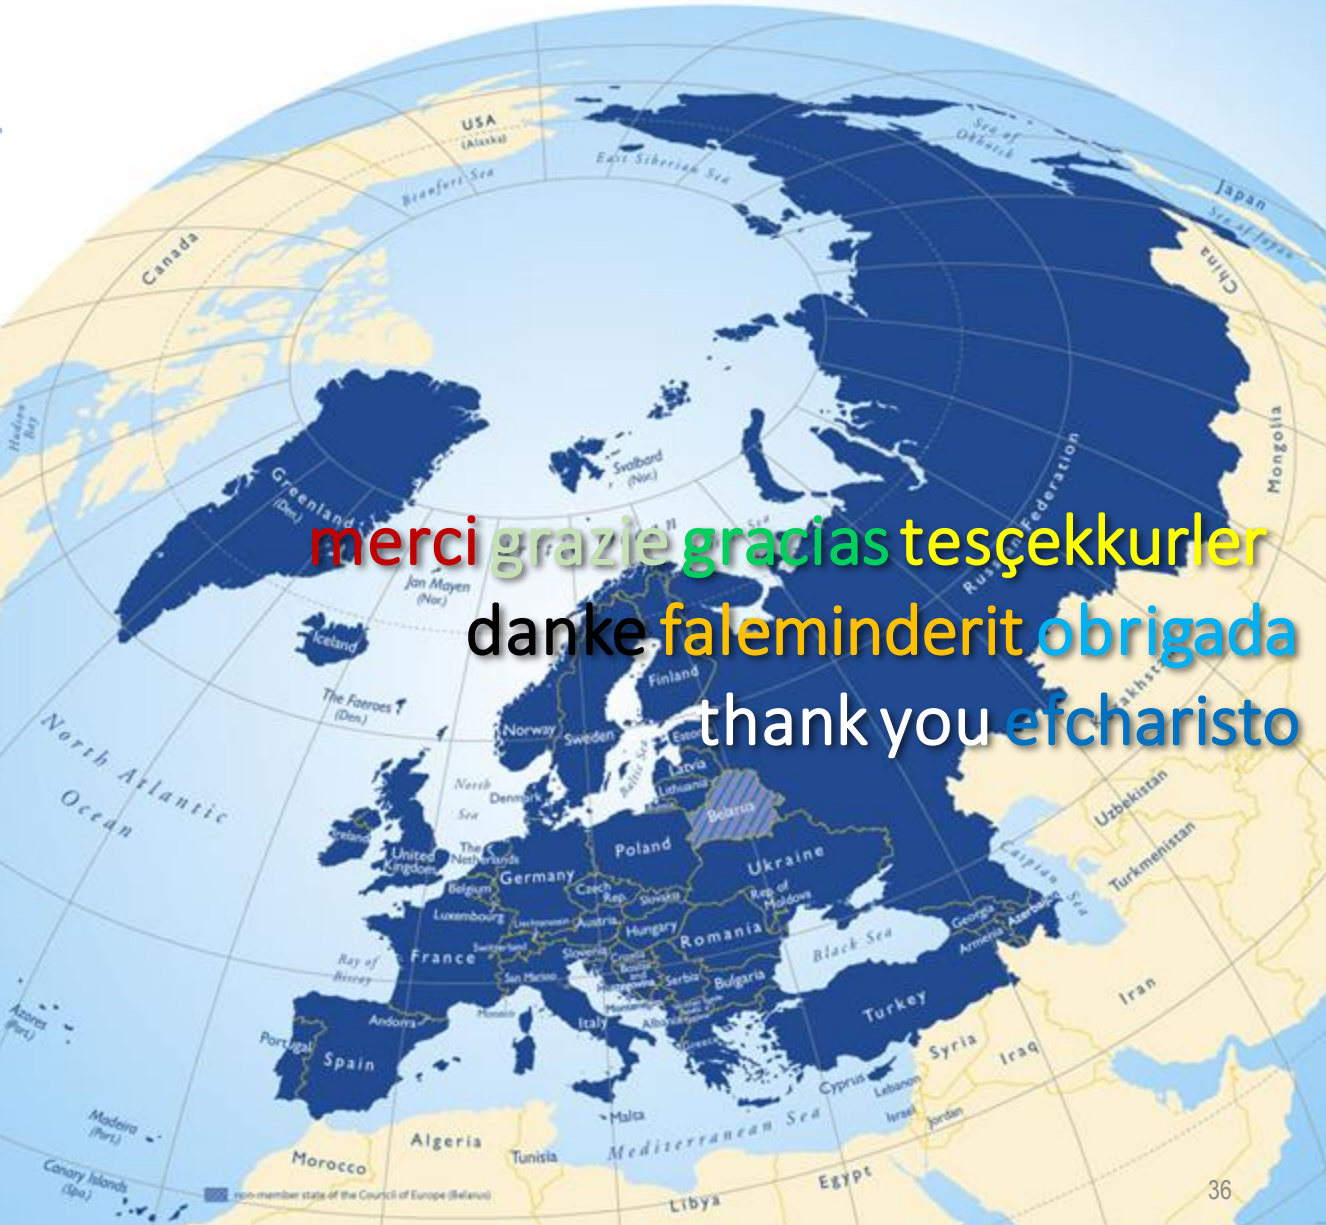 USA
(Alaska)
Beaufort Sea
East Siberian Sea
Sea of
Okhotsk
Japan
Sea of Japan
China
Canada
Hudson
Bay
Mongolia
Greenland
(Den.)
Svalbard
(Nor.)
Russian Federation
merci grazie gracias tesçekkurler
Jan Mayen
(Nor.)
danke faleminderit obrigada
Iceland
Finland
The Faeroes
(Den.)
thank you efcharisto
Norway
Sweden
Baltic Sea
Latvia
Lithuania
North Atlantic
Ocean
North
Sea
Denmark
Belarus
Uzbekistan
Turkmenistan
Caspian Sea
Ireland
United
Kingdom
The
Netherlands
Poland
Ukraine
Germany
Belgium
Czech
Rep.
Slovakia
Rep of
Moldova
Luxembourg
Liechtenstein
Austria
Hungary
Romania
Georgia
Azerbaijan
Armenia
Black Sea
Switzerland
France
Slovenia
Croatia
Bay of
Biscay
San Marino
Serbia
Bulgaria
Monaco
Iran
Azores
(Port.)
Andorra
Italy
Turkey
Portugal
Spain
Greece
Syria
Iraq
Cyprus
Lebanon
Israel
Jordan
Malta
Mediterranean Sea
Madeira
(Port.)
Algeria
Tunisia
Morocco
Canary Islands
(Spa.)
Egypt
Libya
non-member state of the Council of Europe (Belarus)
36